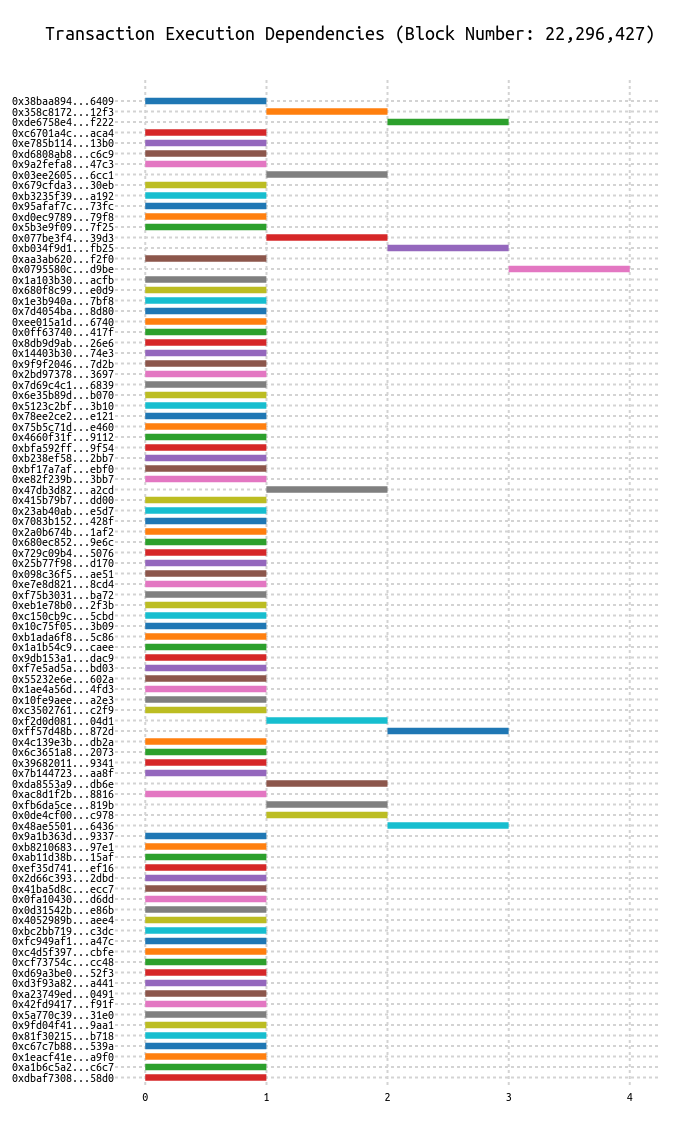 Transaction Execution Dependencies (Block Number: 22,296,427)
0x38baa894...6409
0x358c8172...12f3
0xde6758e4...f222
0xc6701a4c...aca4
0xe785b114...13b0
0xd6808ab8...c6c9
0x9a2fefa8...47c3
0x03ee2605...6cc1
0x679cfda3...30eb
0xb3235f39...a192
0x95afaf7c...73fc
0xd0ec9789...79f8
0x5b3e9f09...7f25
0x077be3f4...39d3
0xb034f9d1...fb25
0xaa3ab620...f2f0
0x0795580c...d9be
0x1a103b30...acfb
0x680f8c99...e0d9
0x1e3b940a...7bf8
0x7d4054ba...8d80
0xee015a1d...6740
0x0ff63740...417f
0x8db9d9ab...26e6
0x14403b30...74e3
0x9f9f2046...7d2b
0x2bd97378...3697
0x7d69c4c1...6839
0x6e35b89d...b070
0x5123c2bf...3b10
0x78ee2ce2...e121
0x75b5c71d...e460
0x4660f31f...9112
0xbfa592ff...9f54
0xb238ef58...2bb7
0xbf17a7af...ebf0
0xe82f239b...3bb7
0x47db3d82...a2cd
0x415b79b7...dd00
0x23ab40ab...e5d7
0x7083b152...428f
0x2a0b674b...1af2
0x680ec852...9e6c
0x729c09b4...5076
0x25b77f98...d170
0x098c36f5...ae51
0xe7e8d821...8cd4
0xf75b3031...ba72
0xeb1e78b0...2f3b
0xc150cb9c...5cbd
0x10c75f05...3b09
0xb1ada6f8...5c86
0x1a1b54c9...caee
0x9db153a1...dac9
0xf7e5ad5a...bd03
0x55232e6e...602a
0x1ae4a56d...4fd3
0x10fe9aee...a2e3
0xc3502761...c2f9
0xf2d0d081...04d1
0xff57d48b...872d
0x4c139e3b...db2a
0x6c3651a8...2073
0x39682011...9341
0x7b144723...aa8f
0xda8553a9...db6e
0xac8d1f2b...8816
0xfb6da5ce...819b
0x0de4cf00...c978
0x48ae5501...6436
0x9a1b363d...9337
0xb8210683...97e1
0xab11d38b...15af
0xef35d741...ef16
0x2d66c393...2dbd
0x41ba5d8c...ecc7
0x0fa10430...d6dd
0x0d31542b...e86b
0x4052989b...aee4
0xbc2bb719...c3dc
0xfc949af1...a47c
0xc4d5f397...cbfe
0xcf73754c...cc48
0xd69a3be0...52f3
0xd3f93a82...a441
0xa23749ed...0491
0x42fd9417...f91f
0x5a770c39...31e0
0x9fd04f41...9aa1
0x81f30215...b718
0xc67c7b88...539a
0x1eacf41e...a9f0
0xa1b6c5a2...c6c7
0xdbaf7308...58d0
0 1 2 3 4